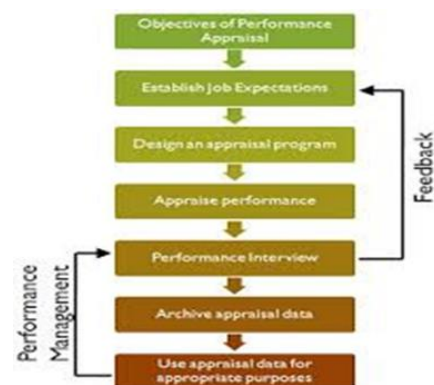 Objectives of Performance
Appraisal
Establish Job Expectations
Design an appraisal program
Appraise performance
Performance Interview
Archive appraisal data
Use appraisal data for
appropriate purposes
Feedback
Performance
Management